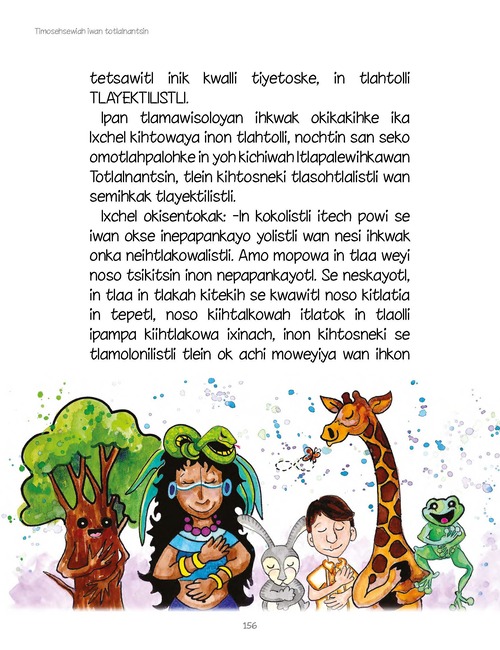 Timosehsewiah iwan totlalnantsin
tetsawitl inik kwalli tiyetoske, in tlahtolli
TLAYEKTILISTLI.
Ipan tlamawisoloyan ihkwak okikakihke ika
Ixchel kihtowaya inon tlahtolli, nochtin san seko
omotlahpalohke in yoh kichiwah Itlapalewihkawan
Totlalnantsin, tlein kihtosneki tlasohtlalistli wan
semihkak tlayektilistli.
Ixchel okisentokak: -In kokolistli itech powi se
iwan okse inepapankayo yolistli wan nesi ihkwak
onka neihtlakowalistli. Amo mopowa in tlaa weyi
noso tsikitsin inon nepapankayotl. Se neskayotl,
in tlaa in tlakah kitekih se kwawitl noso kitlatia
in tepetl, noso kiihtalkowah itlatok in tlaolli
ipampa kiihtlakowa ixinach, inon kihtosneki se
tlamolonilistli tlein ok achi moweyiya wan ihkon
156